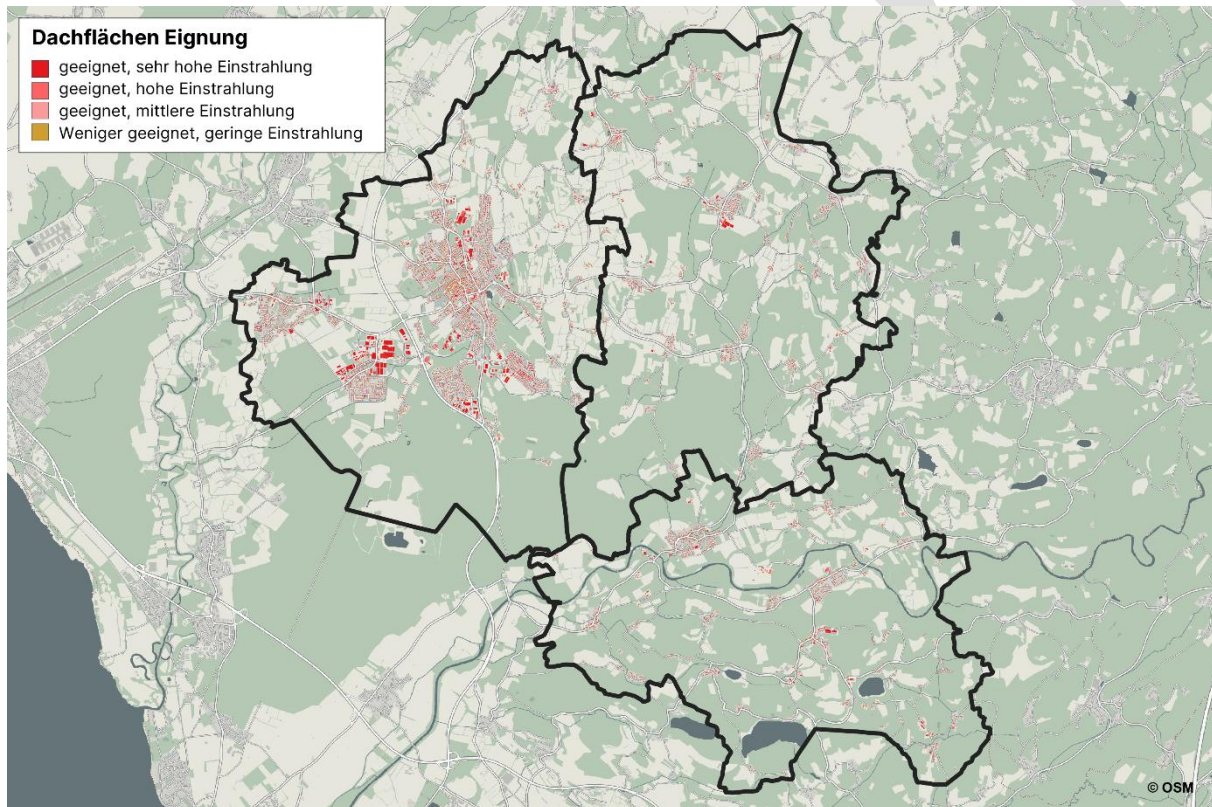 Dachflächen Eignung
geeignet, sehr hohe Einstrahlung
geeignet, hohe Einstrahlung
geeignet, mittlere Einstrahlung
Weniger geeignet, geringe Einstrahlung
© OSM